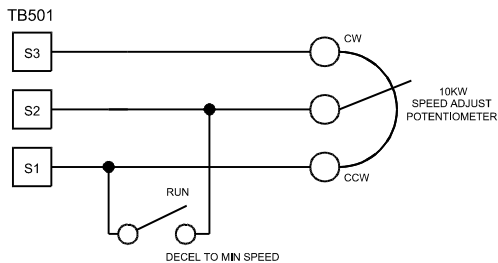 TB501
S3
CW
S2
10KW
SPEED ADJUST
POTENTIOMETER
S1
CCW
RUN
DECEL TO MIN SPEED